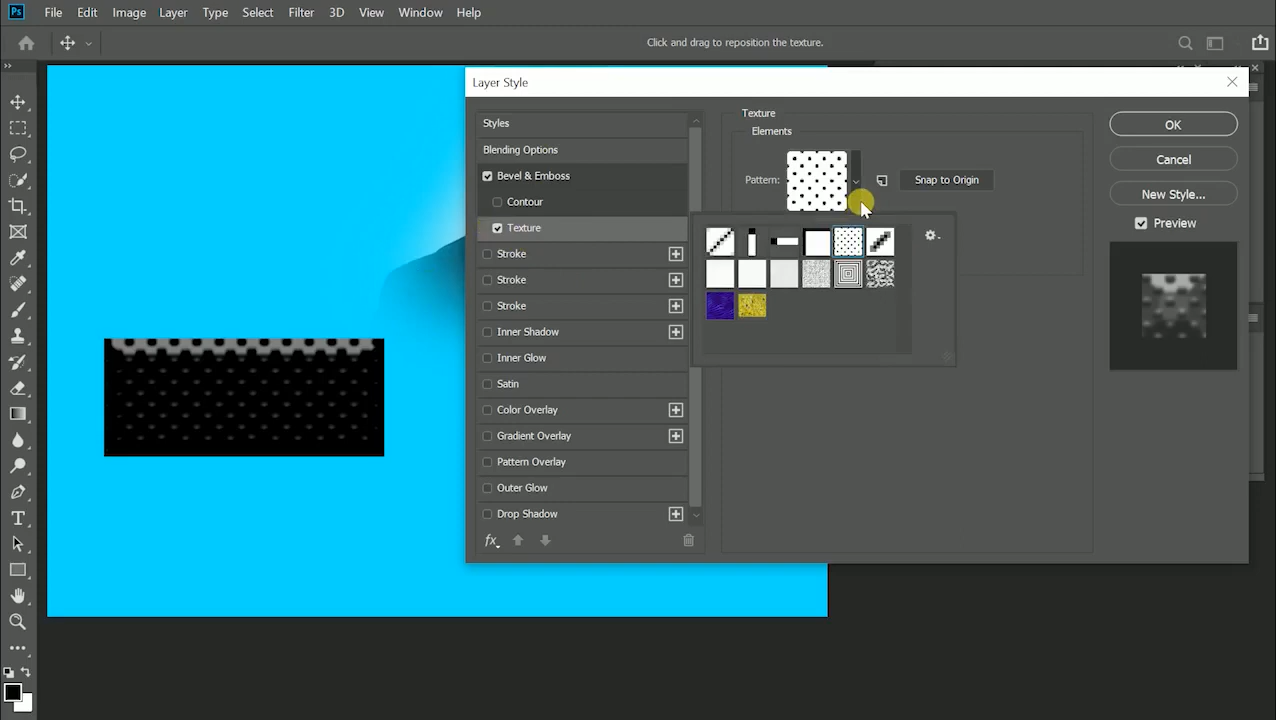 Ps File Edit Image Layer Type Select Filter 3D View Window Help
Click and drag to reposition the texture.
Layer Style
Styles
Blending Options
Bevel & Emboss
Contour
Texture
Stroke
Stroke
Stroke
Inner Shadow
Inner Glow
Satin
Color Overlay
Gradient Overlay
Pattern Overlay
Outer Glow
Drop Shadow
fx
Texture
Elements
Pattern:
Snap to Origin
OK
Cancel
New Style...
Preview